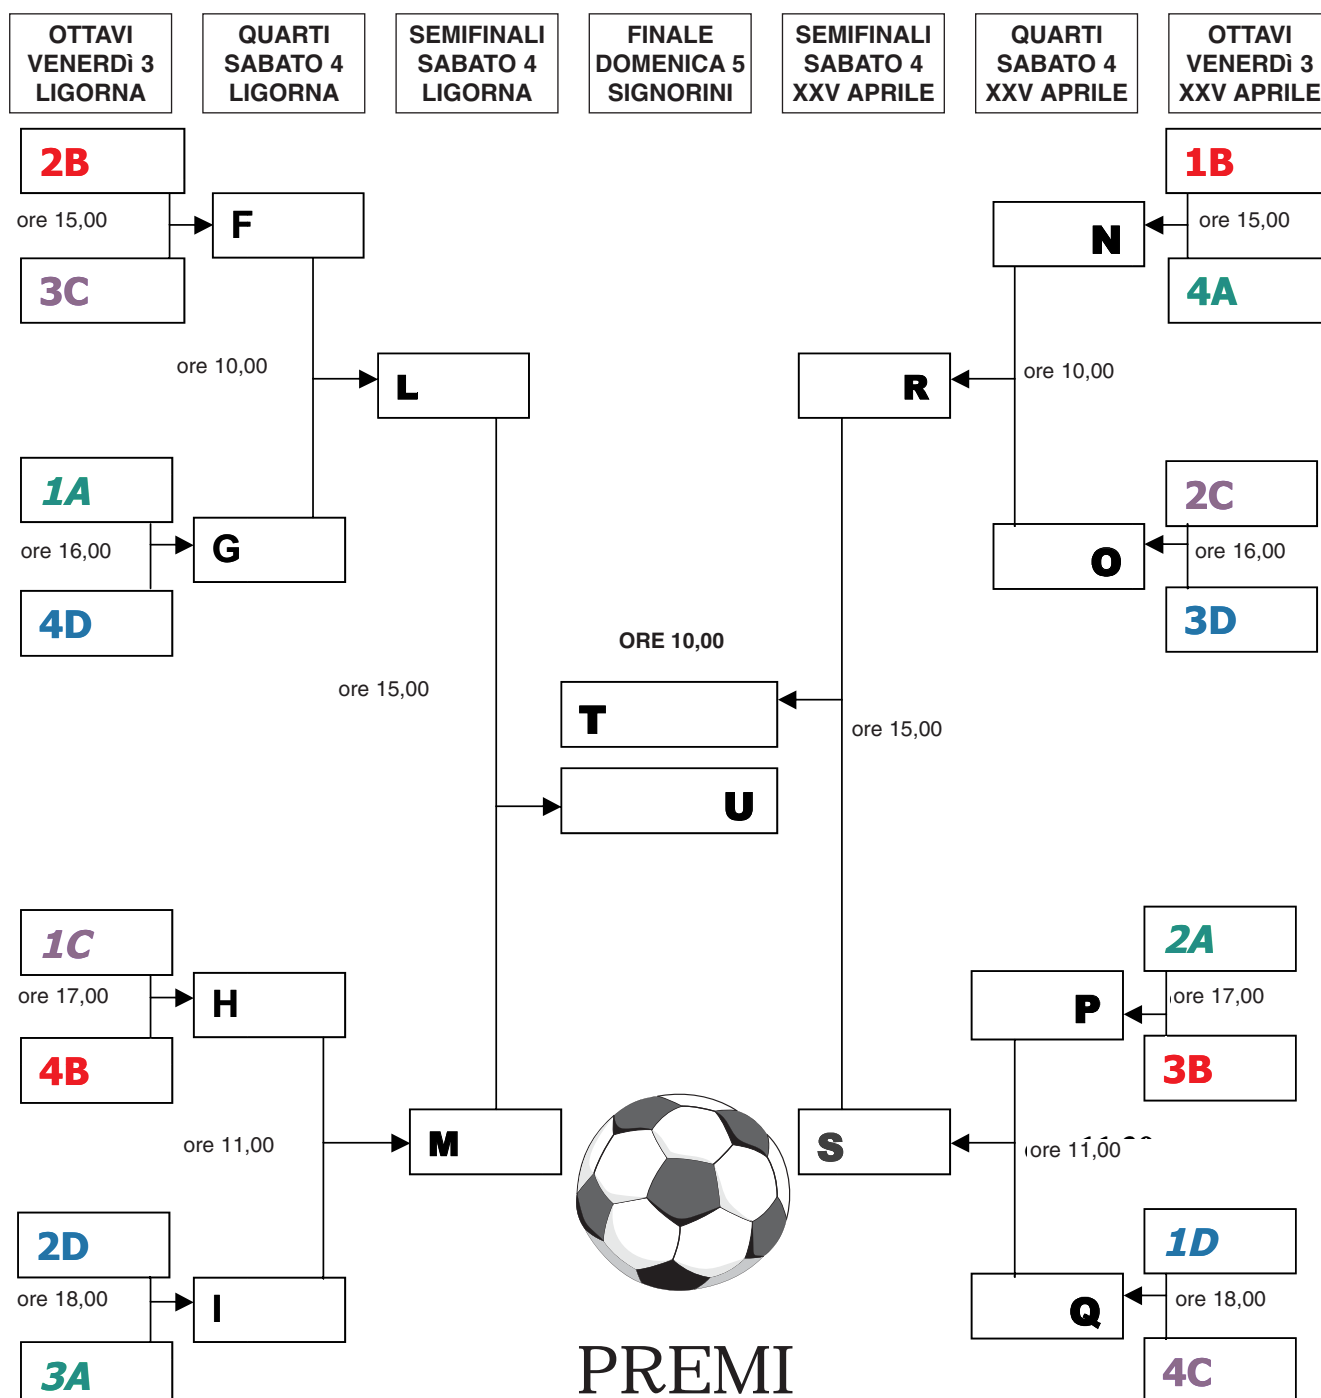 OTTAVI
VENERDÌ 3
LIGORNA
QUARTI
SABATO 4
LIGORNA
SEMIFINALI
SABATO 4
LIGORNA
FINALE
DOMENICA 5
SIGNORINI
SEMIFINALI
SABATO 4
XXV APRILE
QUARTI
SABATO 4
XXV APRILE
OTTAVI
VENERDÌ 3
XXV APRILE
2B
1B
ore 15,00
F
N
ore 15,00
3C
4A
ore 10,00
L
R
ore 10,00
1A
2C
ore 16,00
G
O
ore 16,00
4D
3D
ORE 10,00
ore 15,00
T
ore 15,00
U
1C
2A
ore 17,00
H
P
ore 17,00
4B
3B
ore 11,00
M
S
ore 11,00
2D
1D
ore 18,00
I
Q
ore 18,00
3A
PREMI
4C